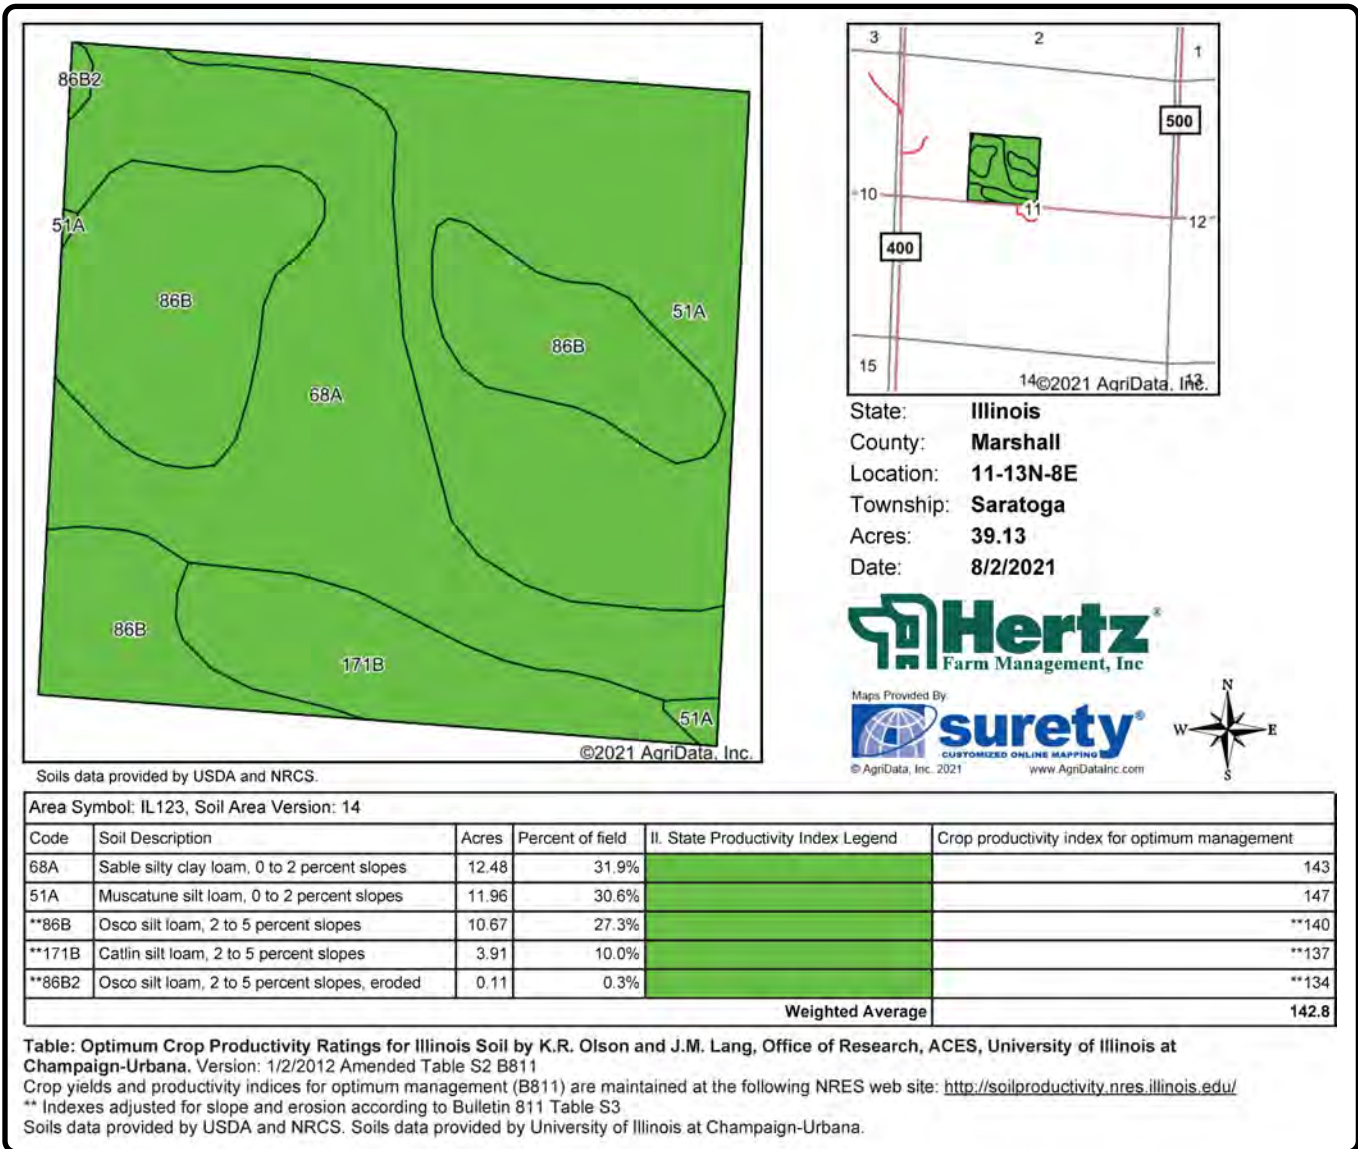 86B2
51A
86B
68A
86B
51A
86B
171B
51A
©2021 AgriData, Inc.
Soils data provided by USDA and NRCS.
3
2
1
500
10
11
12
400
15
14
13
©2021 AgriData, Inc.
State: Illinois
County: Marshall
Location: 11-13N-8E
Township: Saratoga
Acres: 39.13
Date: 8/2/2021
Hertz®
Farm Management, Inc
Maps Provided By
surety®
CUSTOMIZED ONLINE MAPPING
© AgriData, Inc. 2021 www.AgriDataInc.com
N
W E
S
Area Symbol: IL123, Soil Area Version: 14
Code Soil Description Acres Percent of field II. State Productivity Index Legend Crop productivity index for optimum management
68A Sable silty clay loam, 0 to 2 percent slopes 12.48 31.9% 143
51A Muscatune silt loam, 0 to 2 percent slopes 11.96 30.6% 147
**86B Osco silt loam, 2 to 5 percent slopes 10.67 27.3% **140
**171B Catlin silt loam, 2 to 5 percent slopes 3.91 10.0% **137
**86B2 Osco silt loam, 2 to 5 percent slopes, eroded 0.11 0.3% **134
Weighted Average 142.8
Table: Optimum Crop Productivity Ratings for Illinois Soil by K.R. Olson and J.M. Lang, Office of Research, ACES, University of Illinois at
Champaign-Urbana. Version: 1/2/2012 Amended Table S2 B811
Crop yields and productivity indices for optimum management (B811) are maintained at the following NRES web site: http://soilproductivity.nres.illinois.edu/
** Indexes adjusted for slope and erosion according to Bulletin 811 Table S3
Soils data provided by USDA and NRCS. Soils data provided by University of Illinois at Champaign-Urbana.